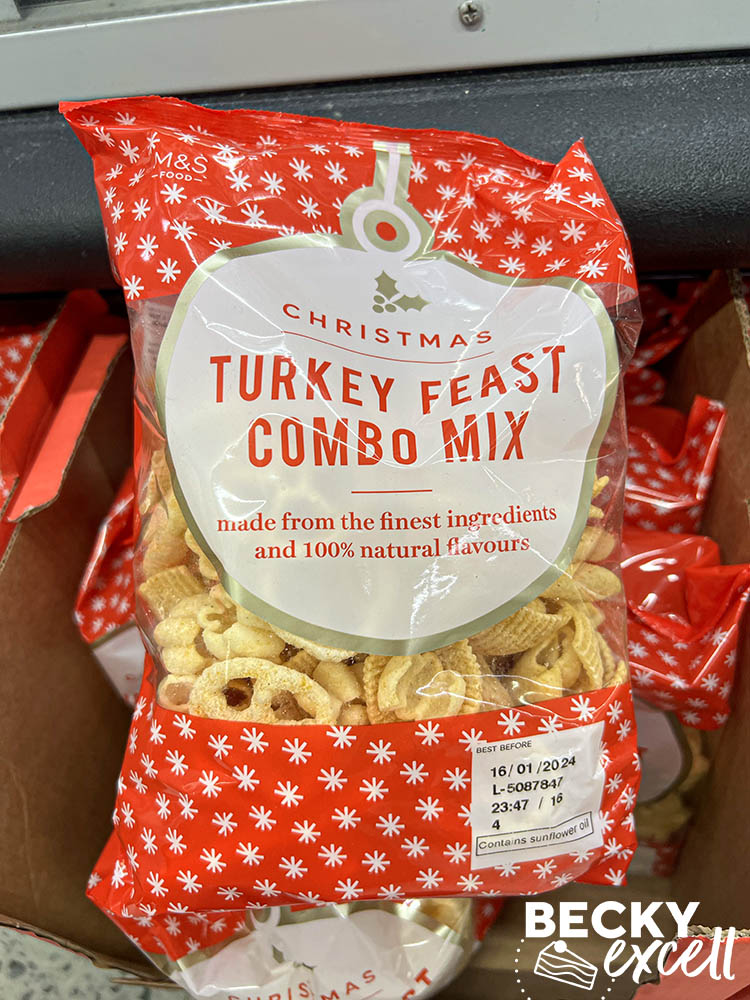 M&S
FOOD
CHRISTMAS
TURKEY FEAST
COMBO MIX
made from the finest ingredients
and 100% natural flavours
BEST BEFORE
16/01/2024
L-5087847
23:47 / 16
4
Contains sunflower oil
CHRISTMAS
BECKY
excell